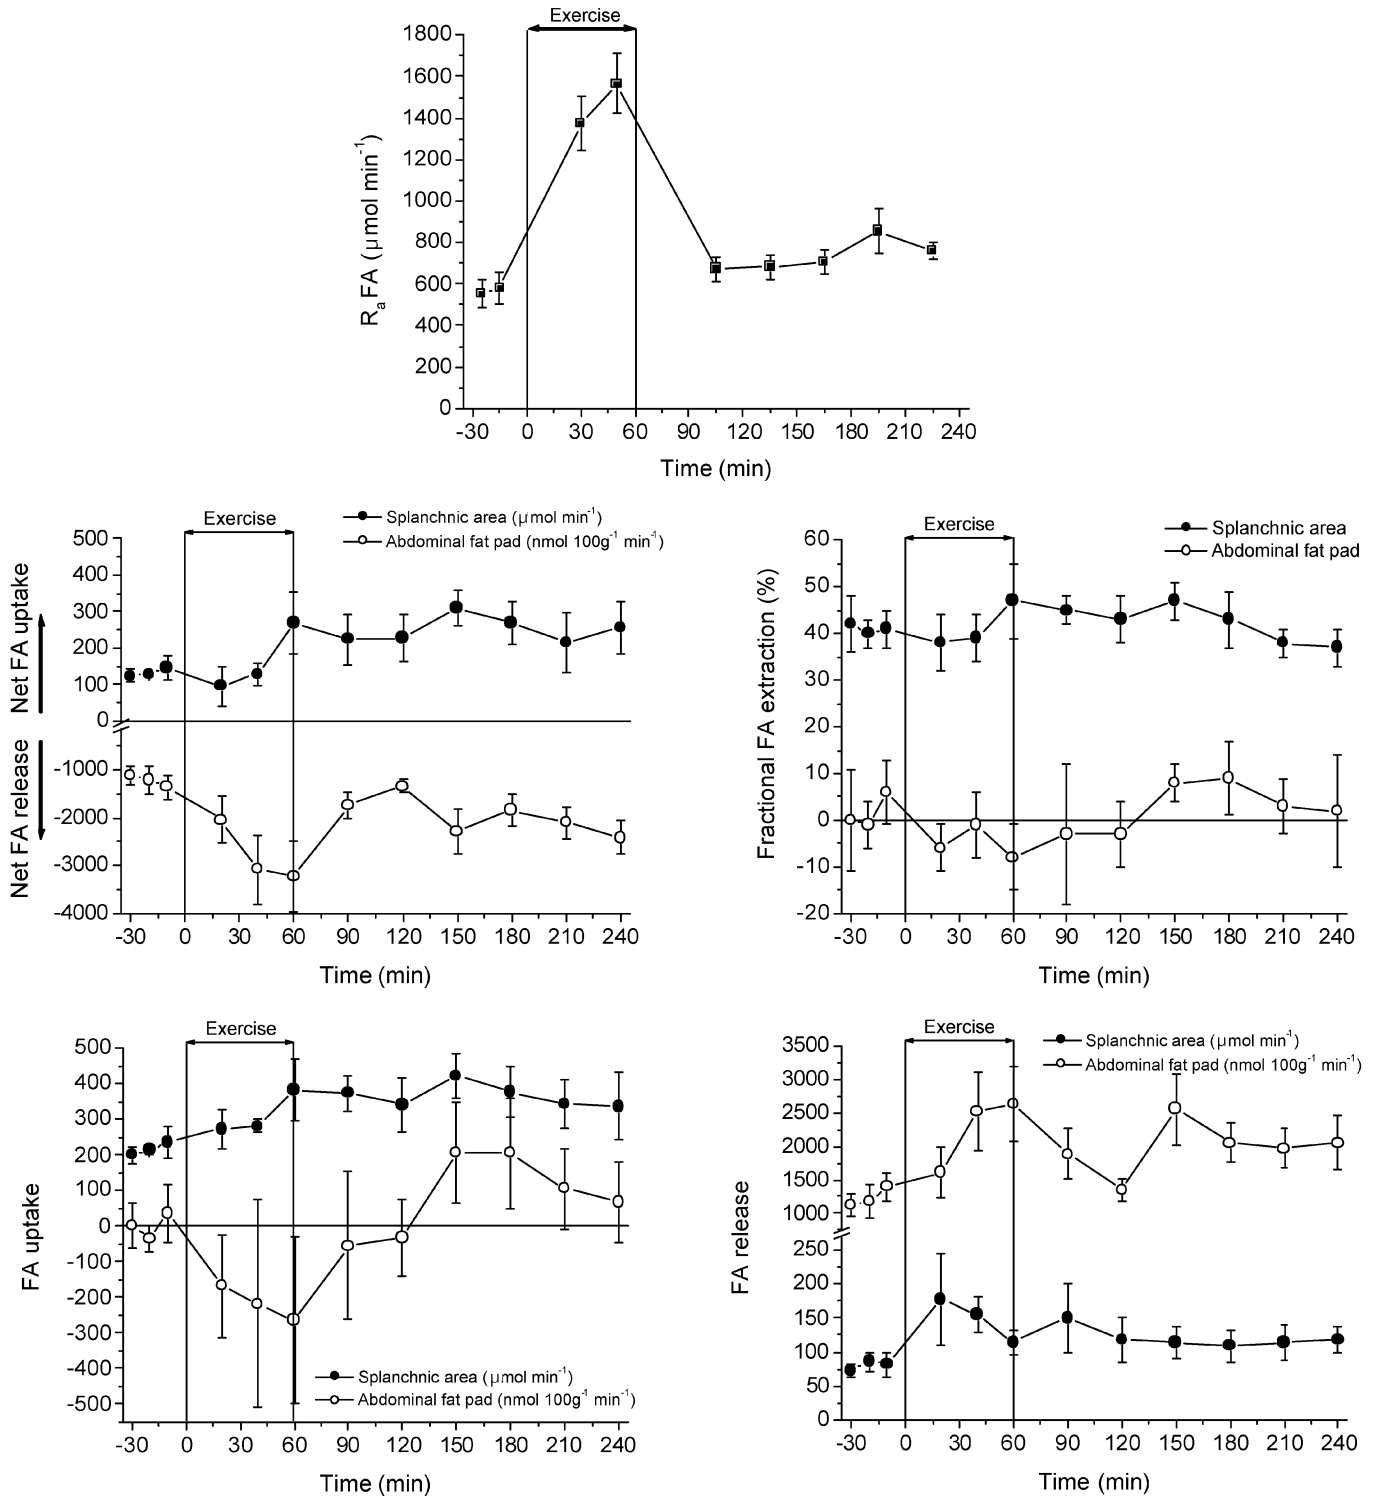 Exercise
1800
1600
1400
1200
1000
800
600
400
200
0
Rₐ FA (µmol min⁻¹)
-30 0 30 60 90 120 150 180 210 240
Time (min)
Exercise
Splanchnic area (µmol min⁻¹)
Abdominal fat pad (nmol 100g⁻¹ min⁻¹)
500
400
300
200
100
0
-1000
-2000
-3000
-4000
Net FA uptake
Net FA release
-30 0 30 60 90 120 150 180 210 240
Time (min)
Exercise
Splanchnic area
Abdominal fat pad
60
50
40
30
20
10
0
-10
-20
Fractional FA extraction (%)
-30 0 30 60 90 120 150 180 210 240
Time (min)
Exercise
500
400
300
200
100
0
-100
-200
-300
-400
-500
FA uptake
Splanchnic area (µmol min⁻¹)
Abdominal fat pad (nmol 100g⁻¹ min⁻¹)
-30 0 30 60 90 120 150 180 210 240
Time (min)
Exercise
Splanchnic area (µmol min⁻¹)
Abdominal fat pad (nmol 100g⁻¹ min⁻¹)
3500
3000
2500
2000
1500
1000
250
200
150
100
50
0
FA release
-30 0 30 60 90 120 150 180 210 240
Time (min)